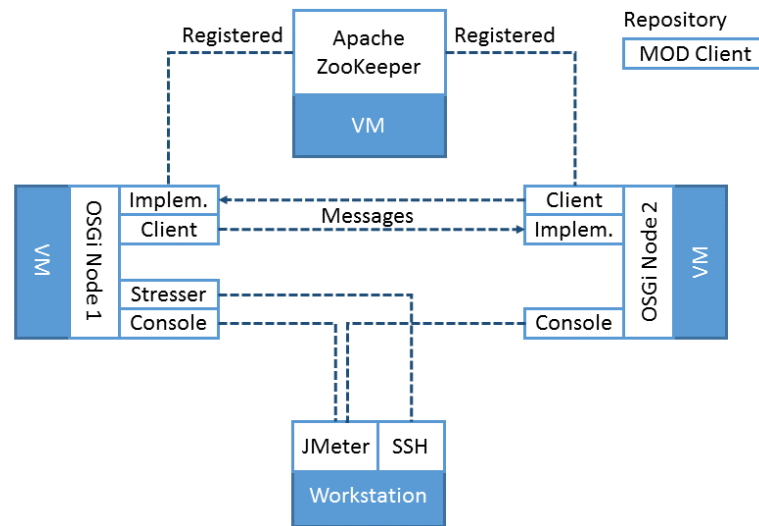 Registered
Apache
ZooKeeper
Registered
Repository
MOD Client
VM
VM
OSGi Node 1
Implem.
Client
Stresser
Console
Messages
Client
Implem.
Console
OSGi Node 2
VM
JMeter
SSH
Workstation